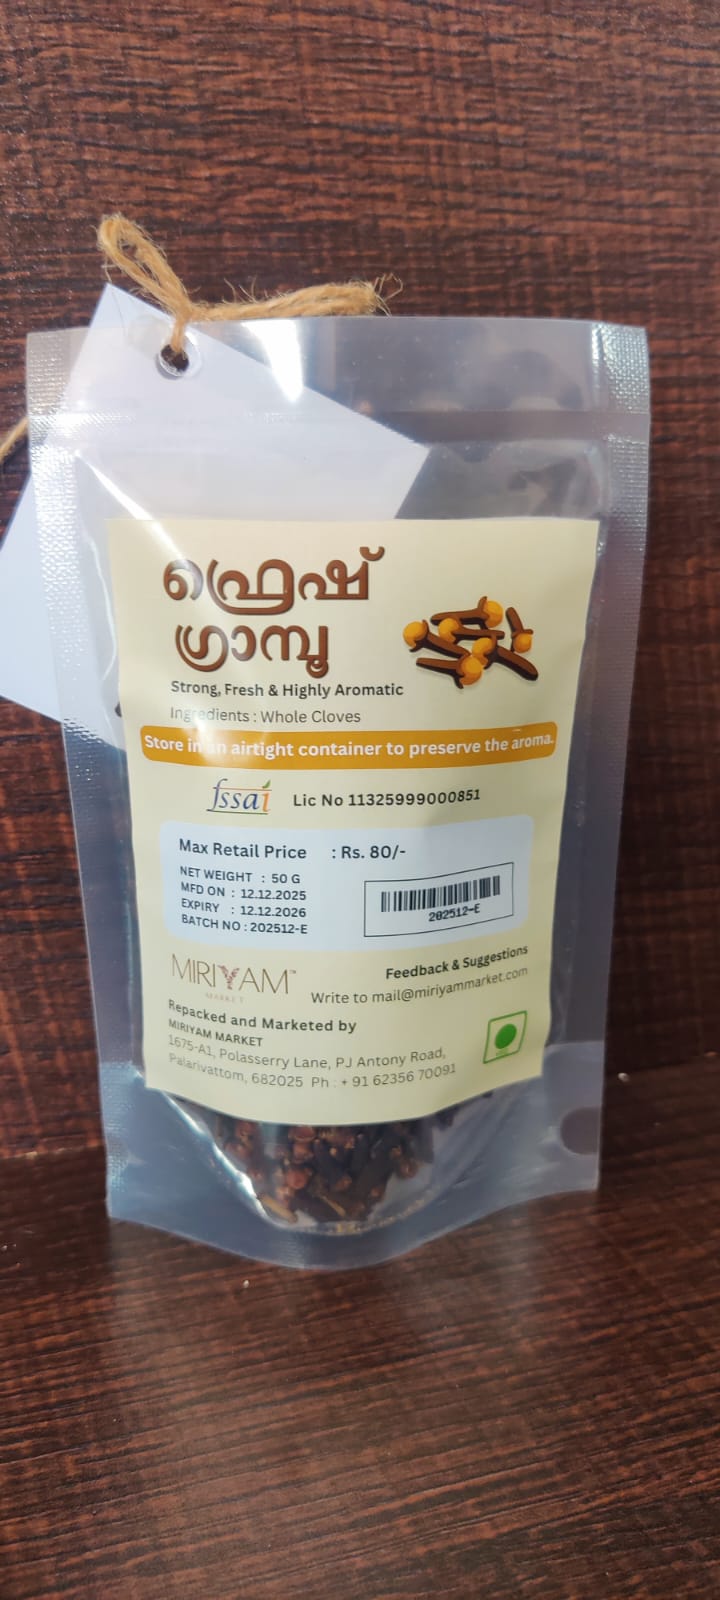 ഫ്രെഷ്
ഗ്രാമ്പൂ
Strong, Fresh & Highly Aromatic
Ingredients : Whole Cloves
Store in an airtight container to preserve the aroma.
fssai Lic No 11325999000851
Max Retail Price : Rs. 80/-
NET WEIGHT : 50 G
MFD ON : 12.12.2025
EXPIRY : 12.12.2026
BATCH NO : 202512-E
202512-E
MIRIYAM™
MARKET
Feedback & Suggestions
Write to mail@miriyammarket.com
Repacked and Marketed by
MIRIYAM MARKET
1675-A1, Polasserry Lane, PJ Antony Road,
Palarivattom, 682025 Ph : + 91 62356 70091